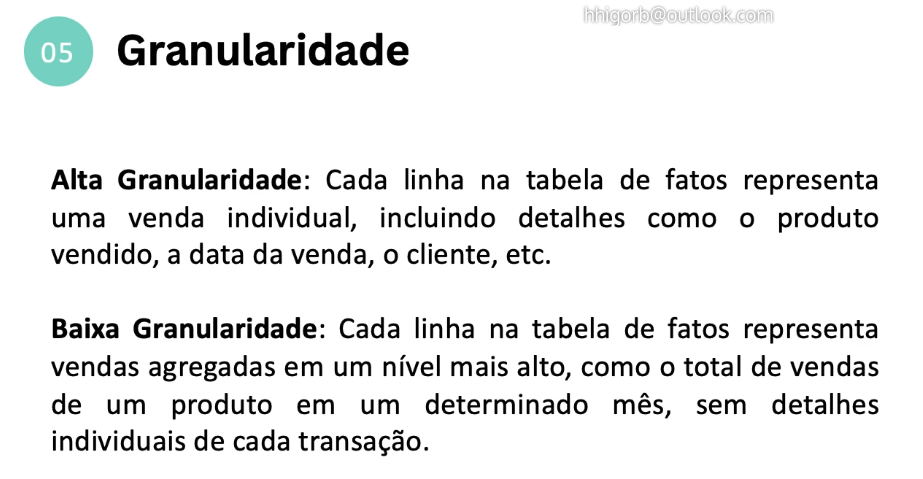 hhigorb@outlook.com
05 Granularidade
Alta Granularidade: Cada linha na tabela de fatos representa
uma venda individual, incluindo detalhes como o produto
vendido, a data da venda, o cliente, etc.
Baixa Granularidade: Cada linha na tabela de fatos representa
vendas agregadas em um nível mais alto, como o total de vendas
de um produto em um determinado mês, sem detalhes
individuais de cada transação.